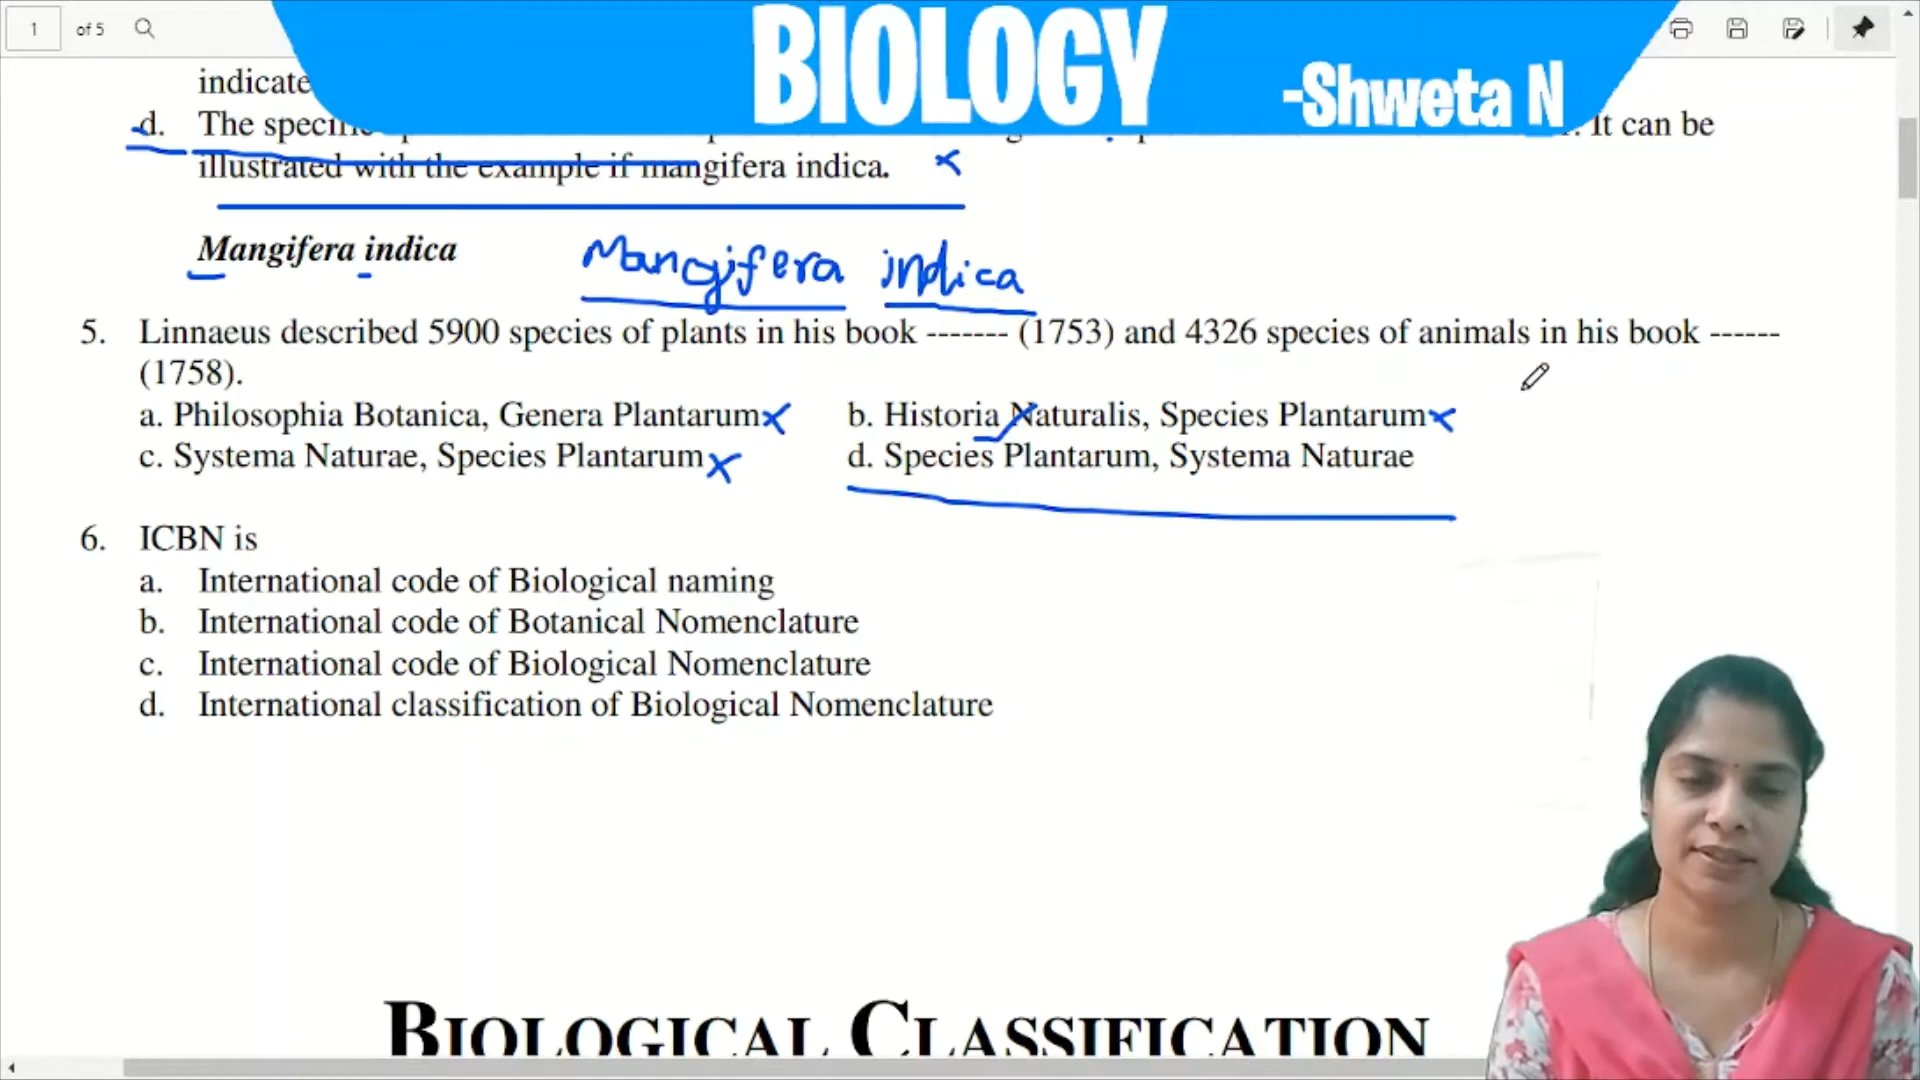 1 of 5
BIOLOGY
-Shweta N
indicate
d. The specific It can be
illustrated with the example if mangifera indica.
Mangifera indica
Mangifera indica
5. Linnaeus described 5900 species of plants in his book ------- (1753) and 4326 species of animals in his book ------
(1758).
a. Philosophia Botanica, Genera Plantarum b. Historia Naturalis, Species Plantarum
c. Systema Naturae, Species Plantarum d. Species Plantarum, Systema Naturae
6. ICBN is
a. International code of Biological naming
b. International code of Botanical Nomenclature
c. International code of Biological Nomenclature
d. International classification of Biological Nomenclature
BIOLOGICAL CLASSIFICATION